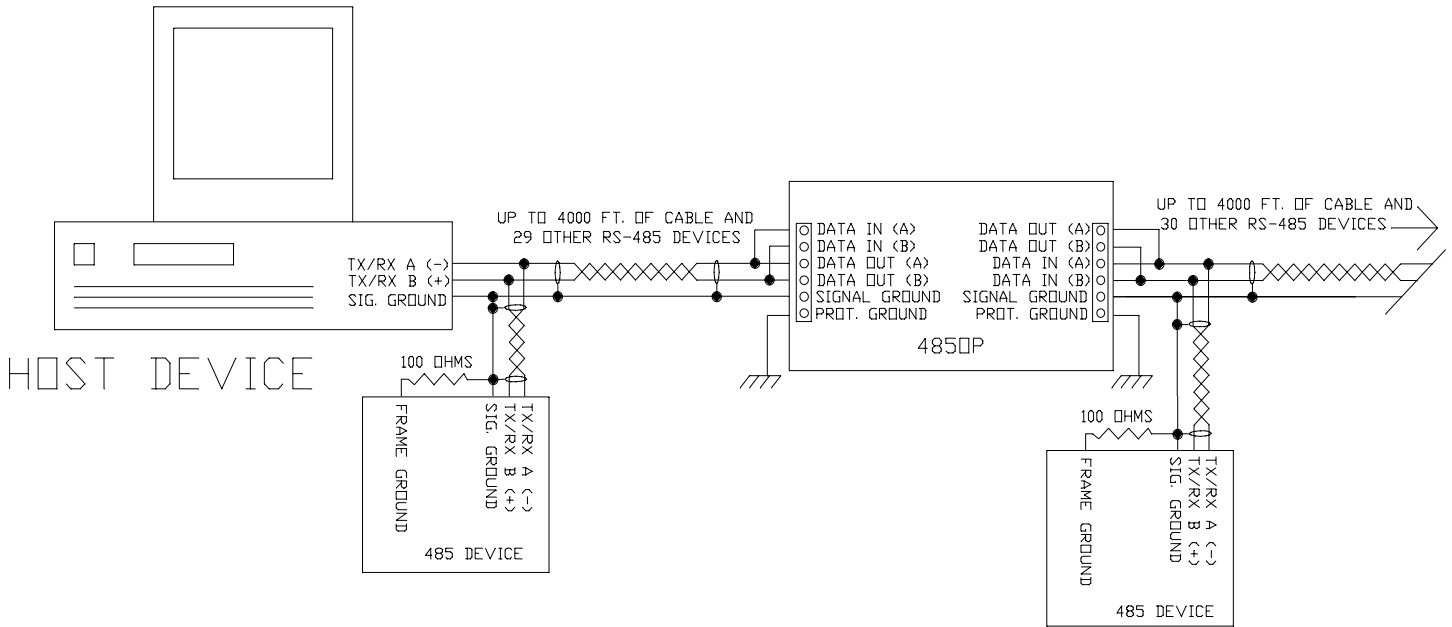 UP TO 4000 FT. OF CABLE AND
29 OTHER RS-485 DEVICES
UP TO 4000 FT. OF CABLE AND
30 OTHER RS-485 DEVICES
TX/RX A (-)
TX/RX B (+)
SIG. GROUND
HOST DEVICE
DATA IN (A)
DATA IN (B)
DATA OUT (A)
DATA OUT (B)
SIGNAL GROUND
PROT. GROUND
DATA OUT (A)
DATA OUT (B)
DATA IN (A)
DATA IN (B)
SIGNAL GROUND
PROT. GROUND
485OP
100 OHMS
FRAME GROUND
SIG. GROUND
TX/RX B (+)
TX/RX A (-)
485 DEVICE
100 OHMS
FRAME GROUND
SIG. GROUND
TX/RX B (+)
TX/RX A (-)
485 DEVICE